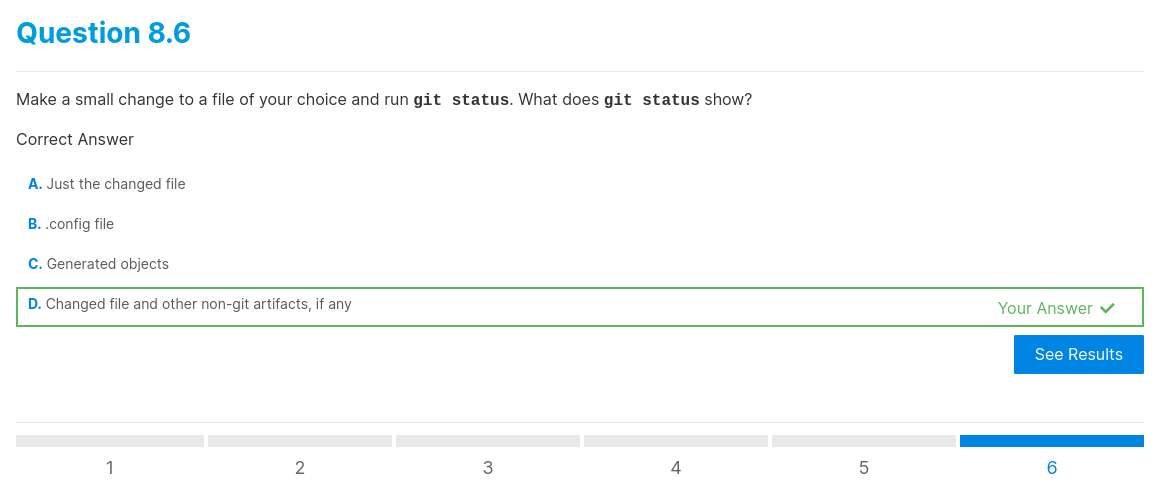 Question 8.6
Make a small change to a file of your choice and run git status. What does git status show?
Correct Answer
A. Just the changed file
B. .config file
C. Generated objects
D. Changed file and other non-git artifacts, if any
Your Answer ✓
See Results
1 2 3 4 5 6